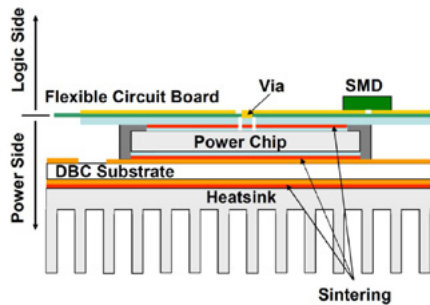 Logic Side
Power Side
Via
SMD
Flexible Circuit Board
Power Chip
DBC Substrate
Heatsink
Sintering